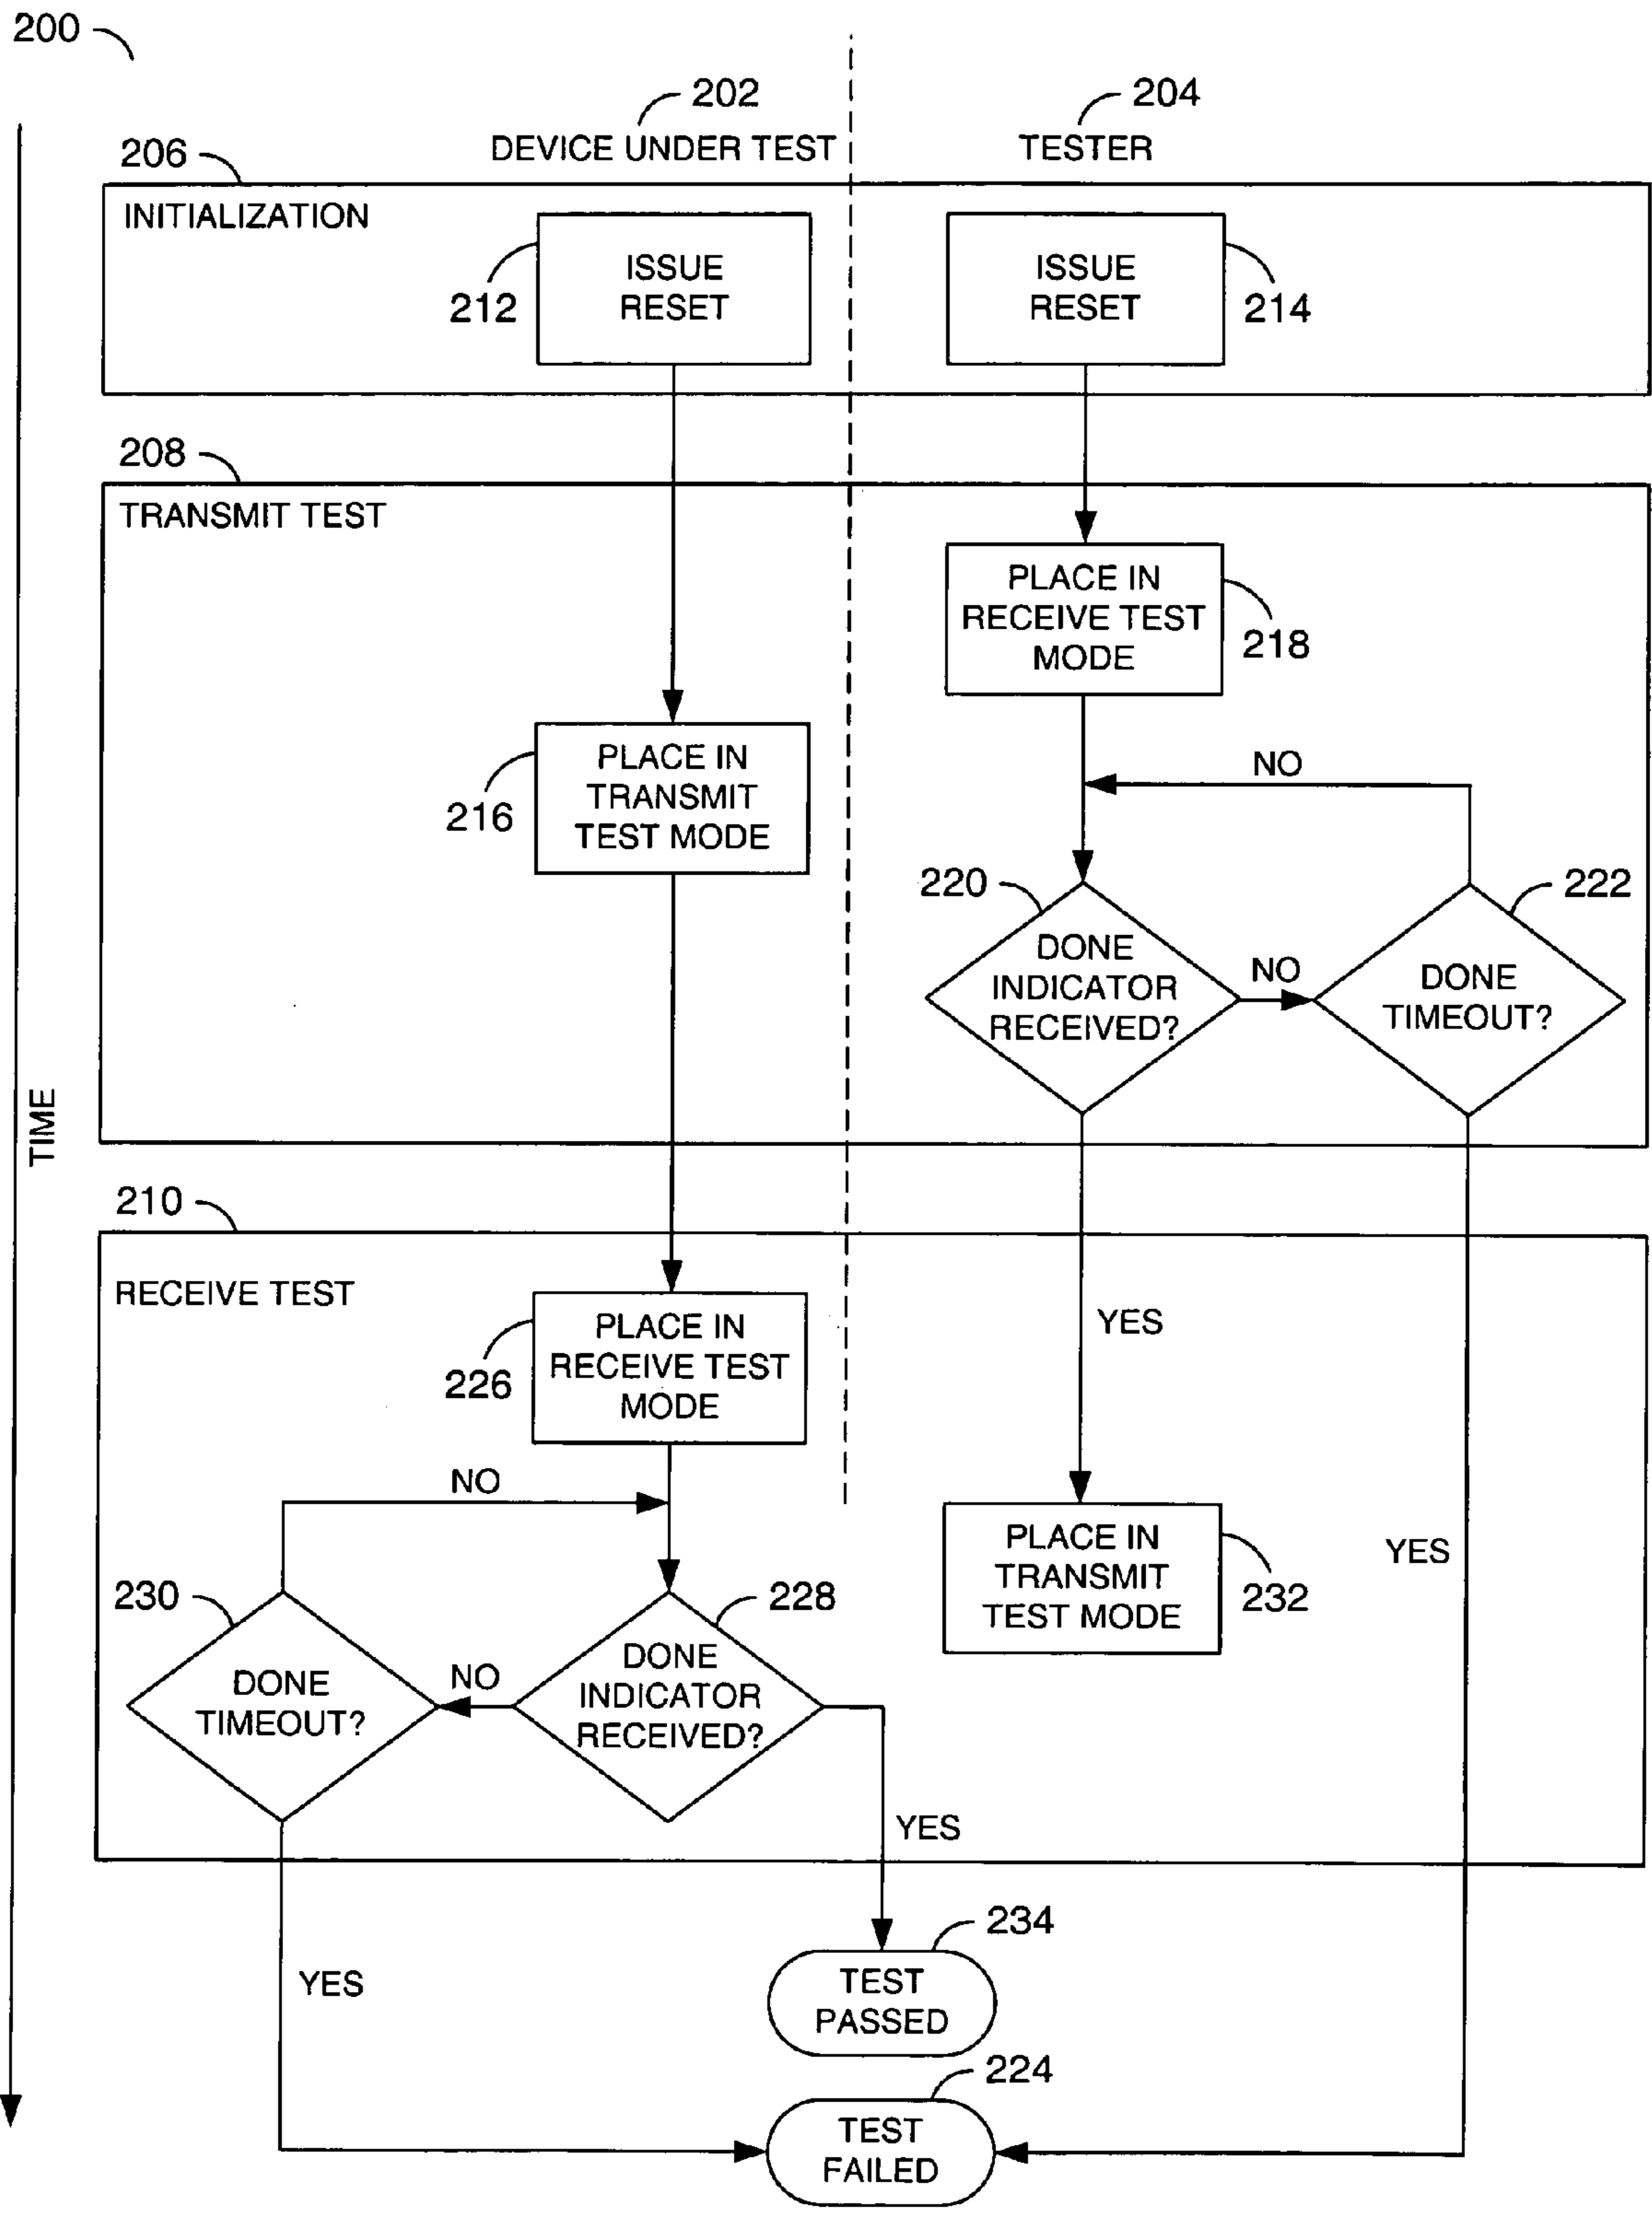 200
202
204
DEVICE UNDER TEST
TESTER
206
INITIALIZATION
ISSUE
RESET
212
ISSUE
RESET
214
208
TRANSMIT TEST
PLACE IN
RECEIVE TEST
MODE
218
PLACE IN
TRANSMIT
TEST MODE
216
NO
220
222
DONE
INDICATOR
RECEIVED?
NO
DONE
TIMEOUT?
TIME
210
RECEIVE TEST
PLACE IN
RECEIVE TEST
MODE
226
YES
NO
PLACE IN
TRANSMIT
TEST MODE
232
YES
230
228
DONE
TIMEOUT?
NO
DONE
INDICATOR
RECEIVED?
YES
234
YES
TEST
PASSED
224
TEST
FAILED